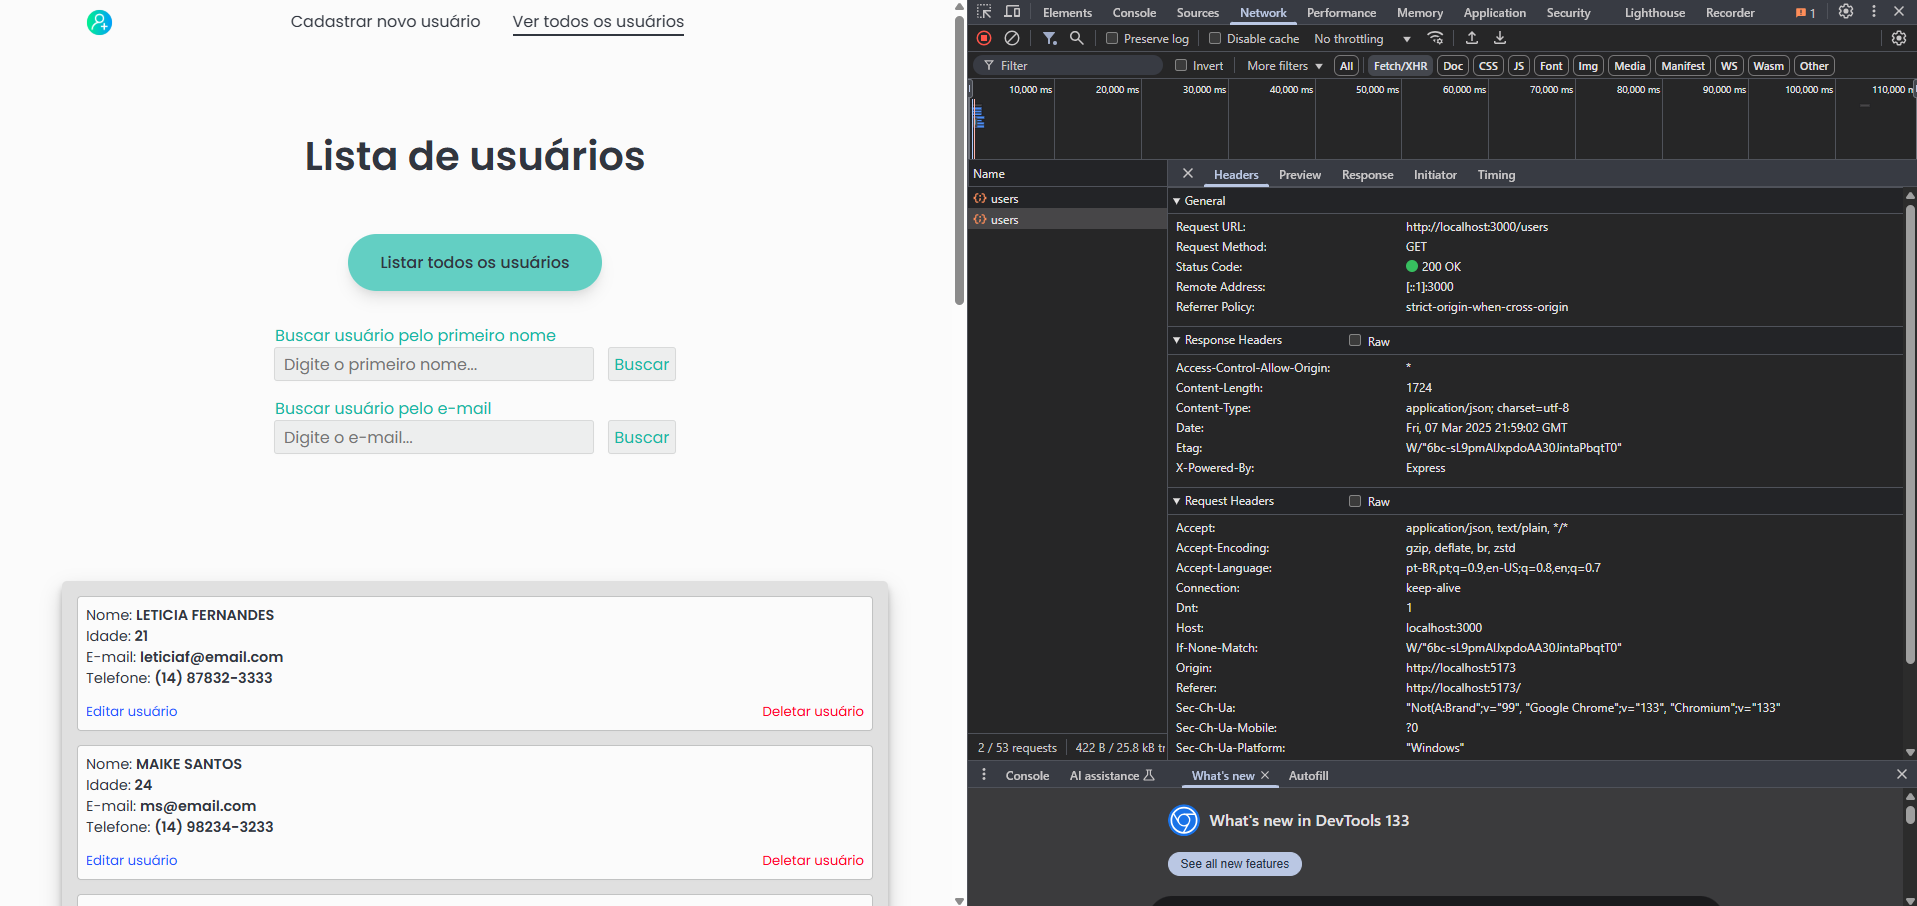 Cadastrar novo usuário
Ver todos os usuários
Lista de usuários
Listar todos os usuários
Buscar usuário pelo primeiro nome
Digite o primeiro nome...
Buscar
Buscar usuário pelo e-mail
Digite o e-mail...
Buscar
Nome: LETICIA FERNANDES
Idade: 21
E-mail: leticiaf@email.com
Telefone: (14) 87832-3333
Editar usuário
Deletar usuário
Nome: MAIKE SANTOS
Idade: 24
E-mail: ms@email.com
Telefone: (14) 98234-3233
Editar usuário
Deletar usuário
Elements Console Sources Network Performance Memory Application Security Lighthouse Recorder 1
Preserve log Disable cache No throttling
Filter Invert More filters All Fetch/XHR Doc CSS JS Font Img Media Manifest WS Wasm Other
10,000 ms 20,000 ms 30,000 ms 40,000 ms 50,000 ms 60,000 ms 70,000 ms 80,000 ms 90,000 ms 100,000 ms 110,000 m
Name
users
users
2 / 53 requests 422 B / 25.8 kB tr
Headers Preview Response Initiator Timing
General
Request URL: http://localhost:3000/users
Request Method: GET
Status Code: 200 OK
Remote Address: [::1]:3000
Referrer Policy: strict-origin-when-cross-origin
Response Headers Raw
Access-Control-Allow-Origin: *
Content-Length: 1724
Content-Type: application/json; charset=utf-8
Date: Fri, 07 Mar 2025 21:59:02 GMT
Etag: W/"6bc-sL9pmAlJxpdoAA30JintaPbqtT0"
X-Powered-By: Express
Request Headers Raw
Accept: application/json, text/plain, */*
Accept-Encoding: gzip, deflate, br, zstd
Accept-Language: pt-BR,pt;q=0.9,en-US;q=0.8,en;q=0.7
Connection: keep-alive
Dnt: 1
Host: localhost:3000
If-None-Match: W/"6bc-sL9pmAlJxpdoAA30JintaPbqtT0"
Origin: http://localhost:5173
Referer: http://localhost:5173/
Sec-Ch-Ua: "Not(A:Brand";v="99", "Google Chrome";v="133", "Chromium";v="133"
Sec-Ch-Ua-Mobile: ?0
Sec-Ch-Ua-Platform: "Windows"
Console AI assistance What's new Autofill
What's new in DevTools 133
See all new features